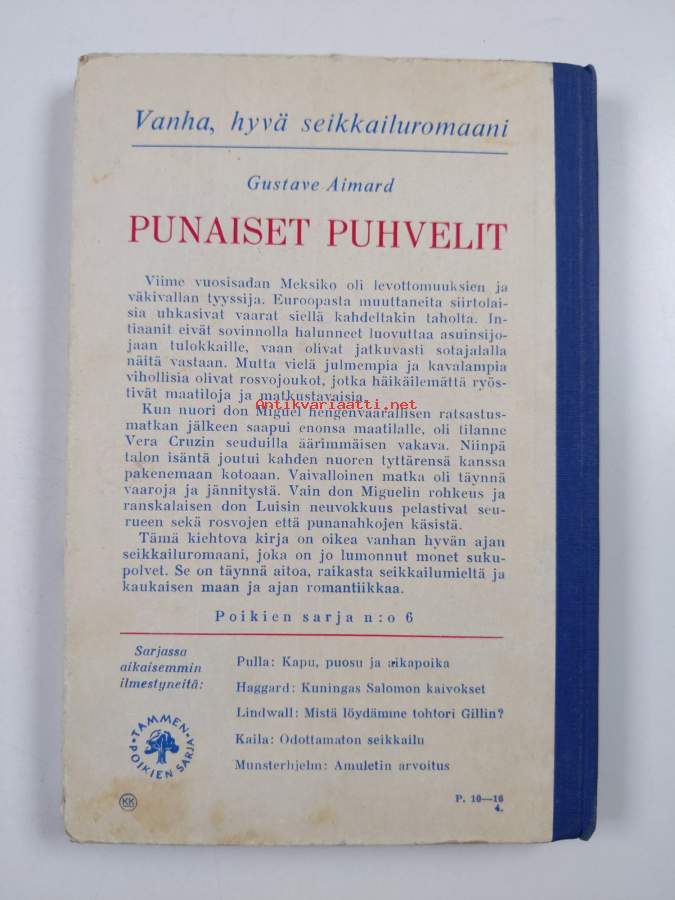 Vanha, hyvä seikkailuromaani
Gustave Aimard
PUNAISET PUHVELIT
Viime vuosisadan Meksiko oli levottomuuksien ja
väkivallan tyyssija. Euroopasta muuttaneita siirtolai-
sia uhkasivat vaarat siellä kahdeltakin taholta. In-
tiaanit eivät sovinnolla halunneet luovuttaa asuinsijo-
jaan tulokkaille, vaan olivat jatkuvasti sotajalalla
näitä vastaan. Mutta vielä julmempia ja kavalampia
vihollisia olivat rosvojoukot, jotka häikäilemättä ryös-
tivät maatiloja ja matkustavaisia.
Antikvariaatti.net
Kun nuori don Miguel hengenvaarallisen ratsastus-
matkan jälkeen saapui enonsa maatilalle, oli tilanne
Vera Cruzin seuduilla äärimmäisen vakava. Niinpä
talon isäntä joutui kahden nuoren tyttärensä kanssa
pakenemaan kotoaan. Vaivalloinen matka oli täynnä
vaaroja ja jännitystä. Vain don Miguelin rohkeus ja
ranskalaisen don Luisin neuvokkuus pelastivat seu-
rueen sekä rosvojen että punanahkojen käsistä.
Tämä kiehtova kirja on oikea vanhan hyvän ajan
seikkailuromaani, joka on jo lumonnut monet suku-
polvet. Se on täynnä aitoa, raikasta seikkailumieltä ja
kaukaisen maan ja ajan romantiikkaa.
Poikien sarja n:o 6
Sarjassa
aikaisemmin
ilmestyneitä:
Pulla: Kapu, puosu ja aikapoika
Haggard: Kuningas Salomon kaivokset
Lindwall: Mistä löydämme tohtori Gillin?
Kaila: Odottamaton seikkailu
Munsterhjelm: Amuletin arvoitus
TAMMEN
POIKIEN SARJA
KK
P. 10—16
4.